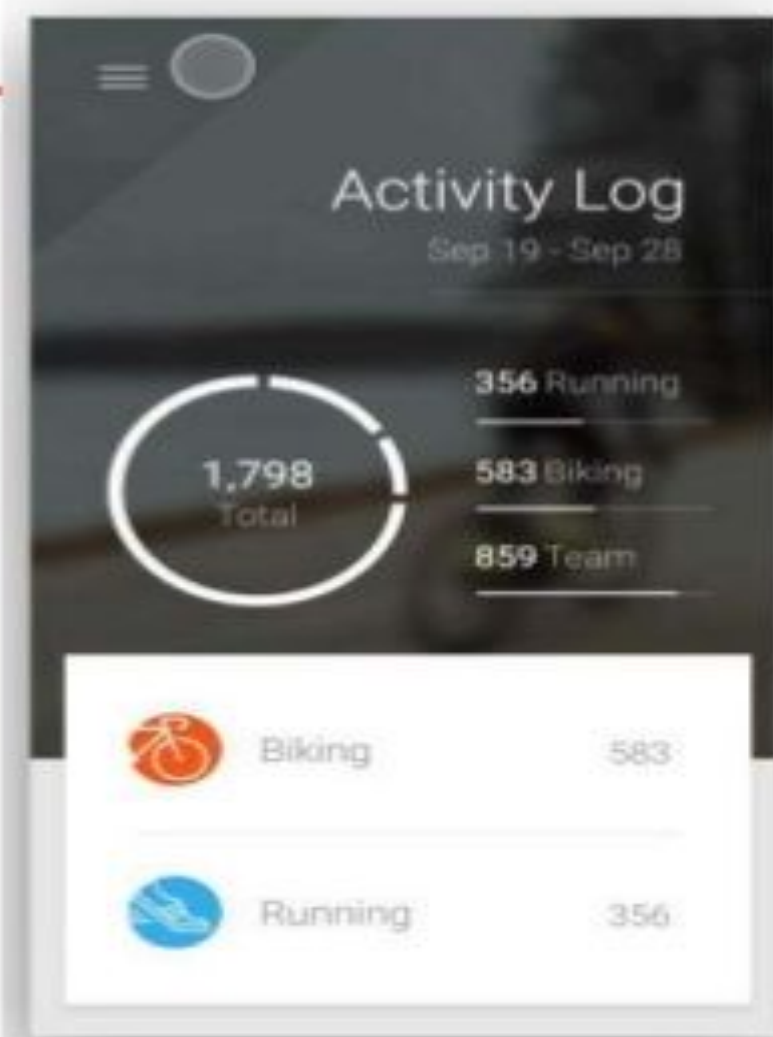 Activity Log
Sep 19 - Sep 28
1,798
Total
356 Running
583 Biking
859 Team
Biking 583
Running 356